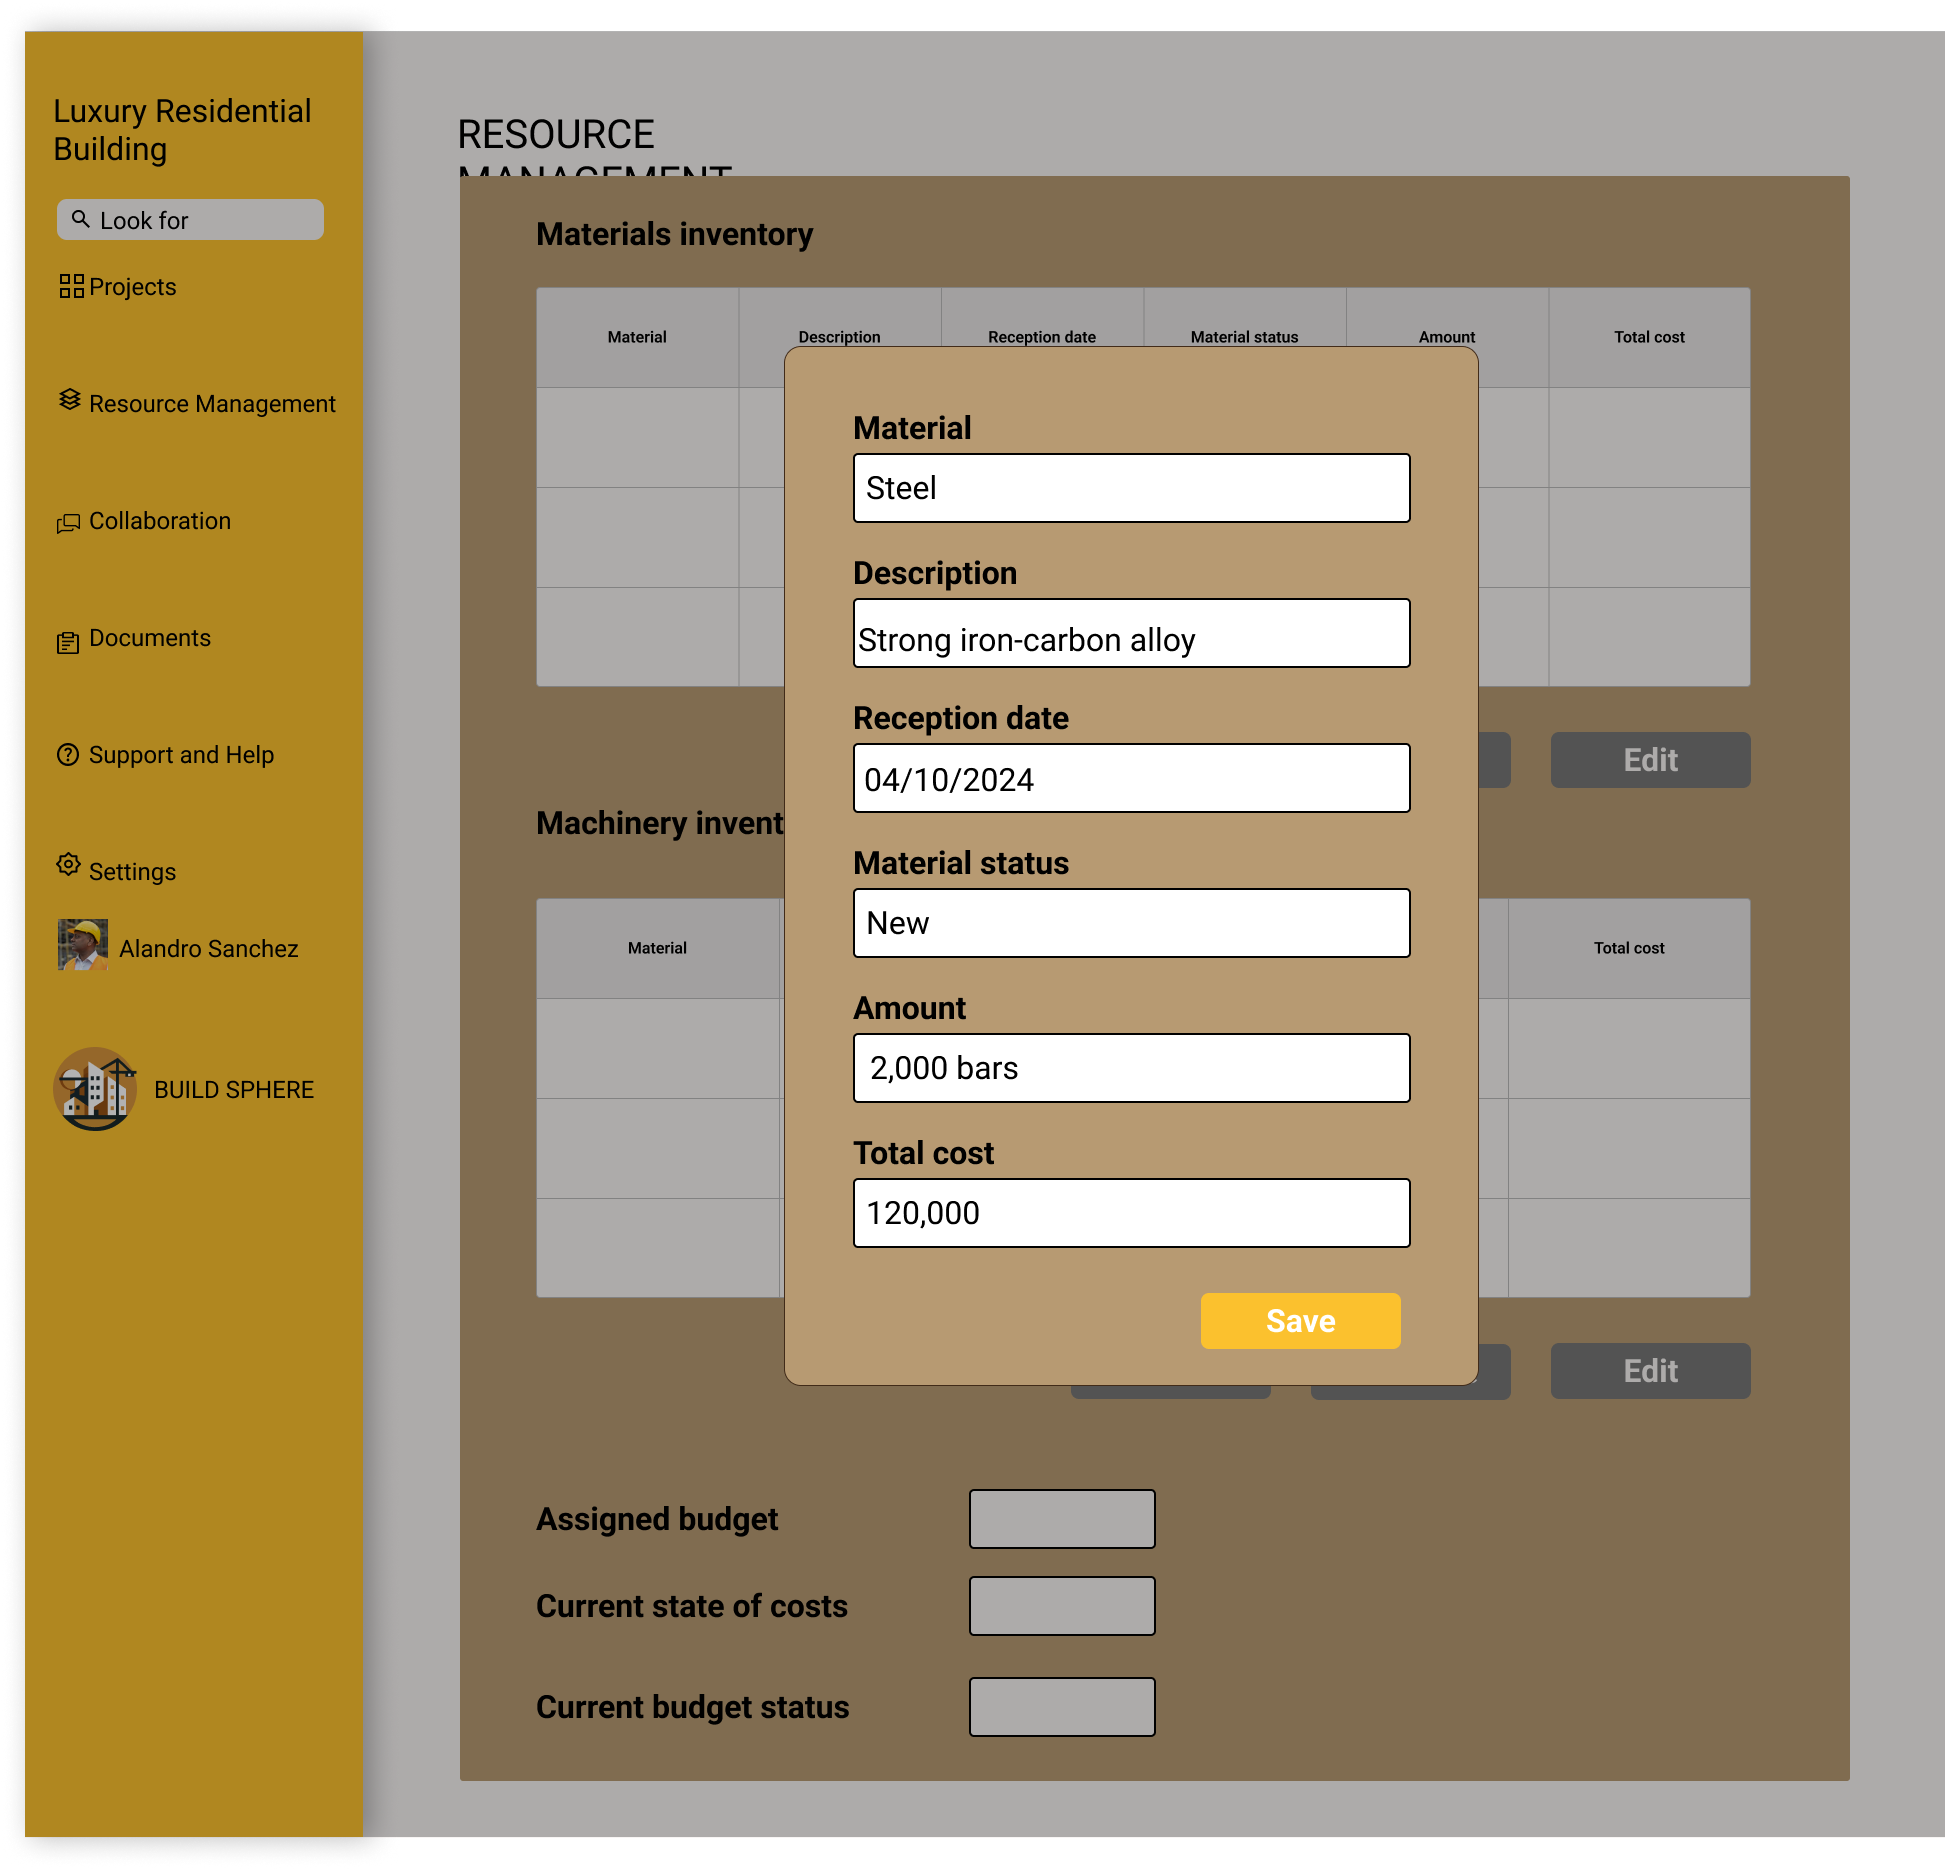 Luxury Residential
Building
Look for
Projects
Resource Management
Collaboration
Documents
Support and Help
Settings
Alandro Sanchez
BUILD SPHERE
RESOURCE
MANAGEMENT
Materials inventory
Material Description Reception date Material status Amount Total cost
Edit
Machinery invent
Material Total cost
Edit
Material
Steel
Description
Strong iron-carbon alloy
Reception date
04/10/2024
Material status
New
Amount
2,000 bars
Total cost
120,000
Save
Assigned budget
Current state of costs
Current budget status